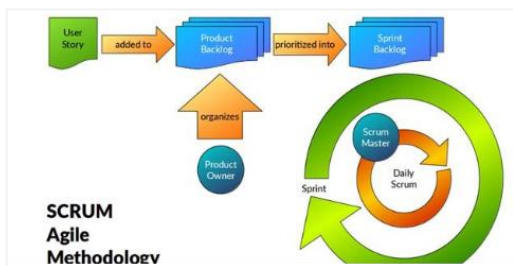 User
Story
added to
Product
Backlog
prioritized into
Sprint
Backlog
organizes
Product
Owner
Scrum
Master
Daily
Scrum
Sprint
SCRUM
Agile
Methodology